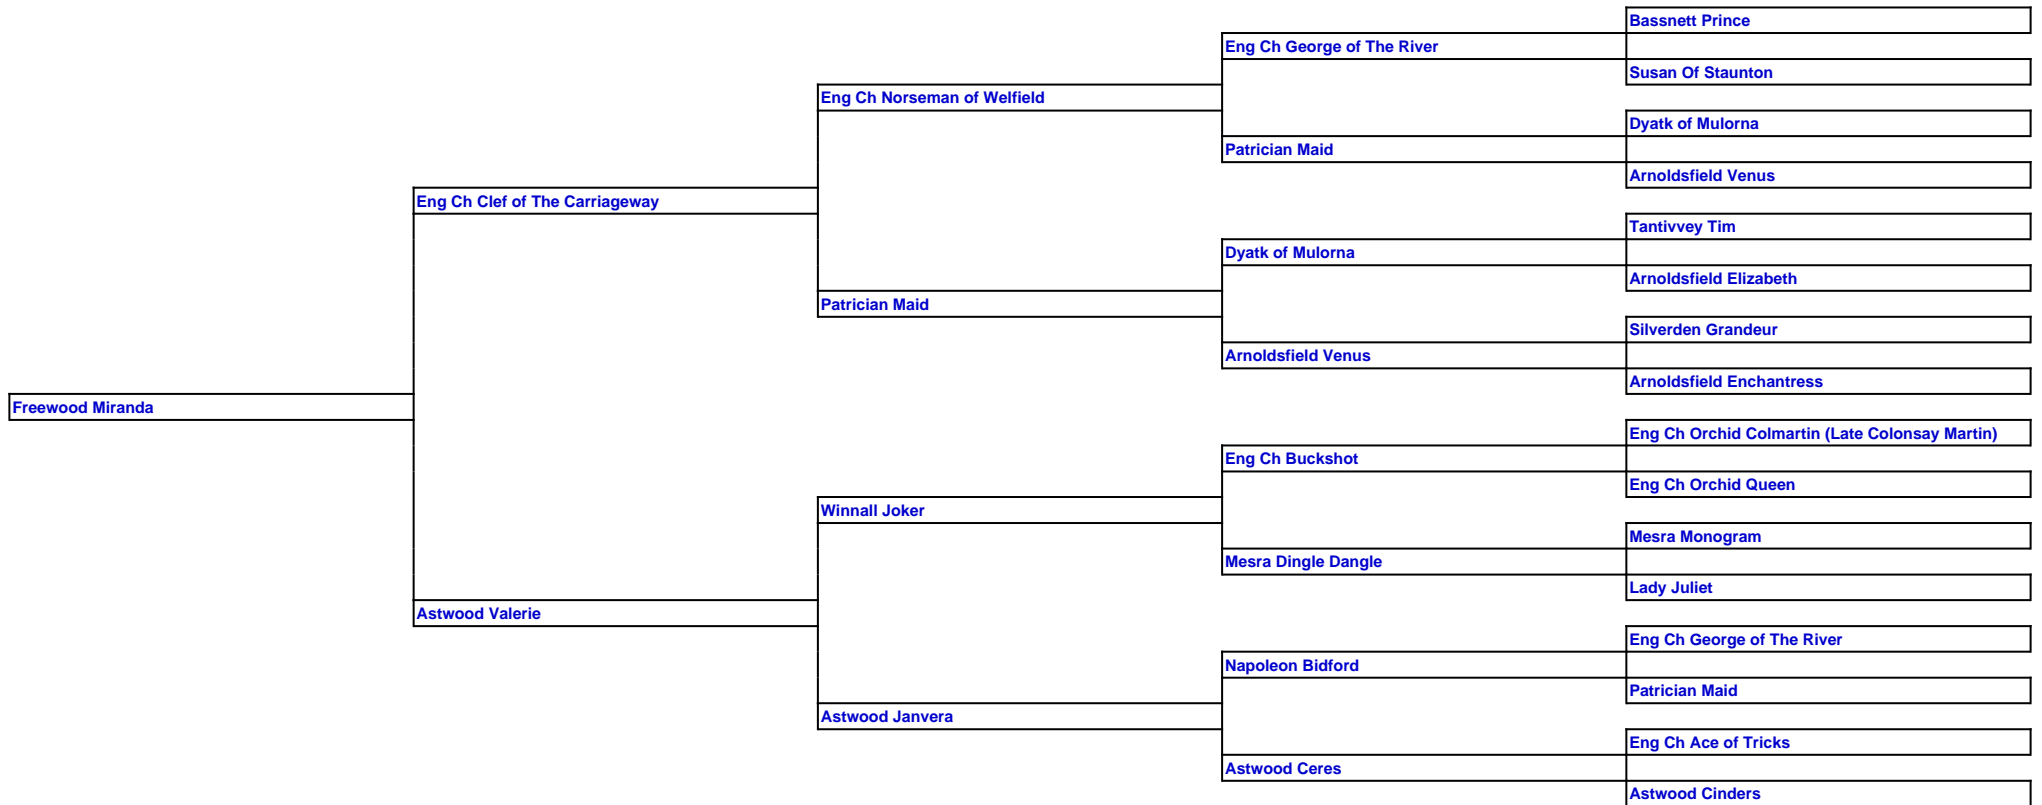 Bassnett Prince
Eng Ch George of The River
Susan Of Staunton
Eng Ch Norseman of Welfield
Dyatk of Mulorna
Patrician Maid
Arnoldsfield Venus
Eng Ch Clef of The Carriageway
Tantivvey Tim
Dyatk of Mulorna
Arnoldsfield Elizabeth
Patrician Maid
Silverden Grandeur
Arnoldsfield Venus
Arnoldsfield Enchantress
Freewood Miranda
Eng Ch Orchid Colmartin (Late Colonsay Martin)
Eng Ch Buckshot
Eng Ch Orchid Queen
Winnall Joker
Mesra Monogram
Mesra Dingle Dangle
Lady Juliet
Astwood Valerie
Eng Ch George of The River
Napoleon Bidford
Patrician Maid
Astwood Janvera
Eng Ch Ace of Tricks
Astwood Ceres
Astwood Cinders